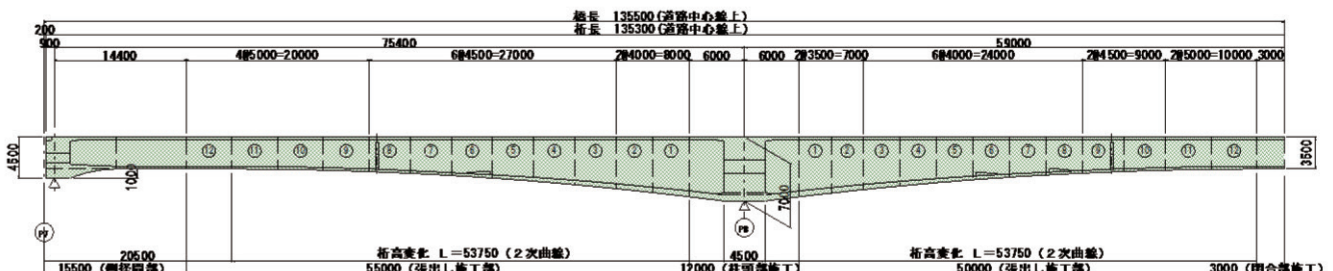 橋長 135500(道路中心線上)
200 桁長 135300(道路中心線上)
900 75400 59000
14400 4@5000=20000 6@4500=27000 2@4000=8000 6000 6000 2@3500=7000 6@4000=24000 2@4500=9000 2@5000=10000 3000
4500 ⑫ ⑪ ⑩ ⑨ ⑧ ⑦ ⑥ ⑤ ④ ③ ② ① ① ② ③ ④ ⑤ ⑥ ⑦ ⑧ ⑨ ⑩ ⑪ ⑫ 3500
1000 7000
P7 P8
20500 桁高変化 L=53750 (2次曲線) 4500 桁高変化 L=53750 (2次曲線)
15500 (側径間部) 55000 (張出し施工部) 12000 (柱頭部施工) 50000 (張出し施工部) 3000 (閉合部施工)